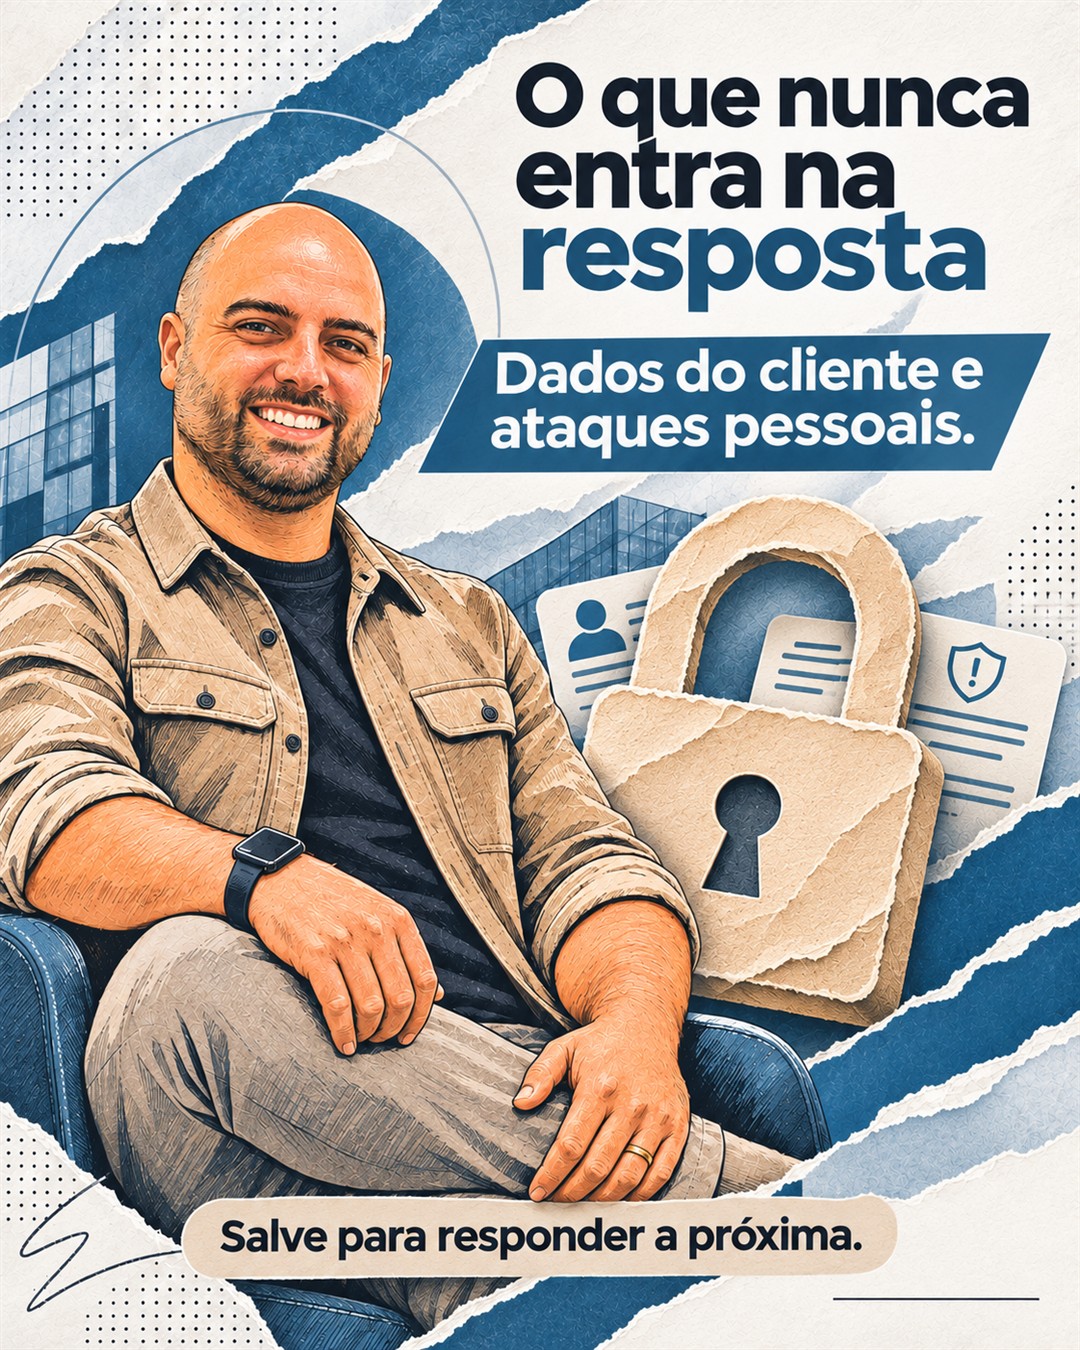 O que nunca
entra na
resposta
Dados do cliente e
ataques pessoais.
Salve para responder a próxima.